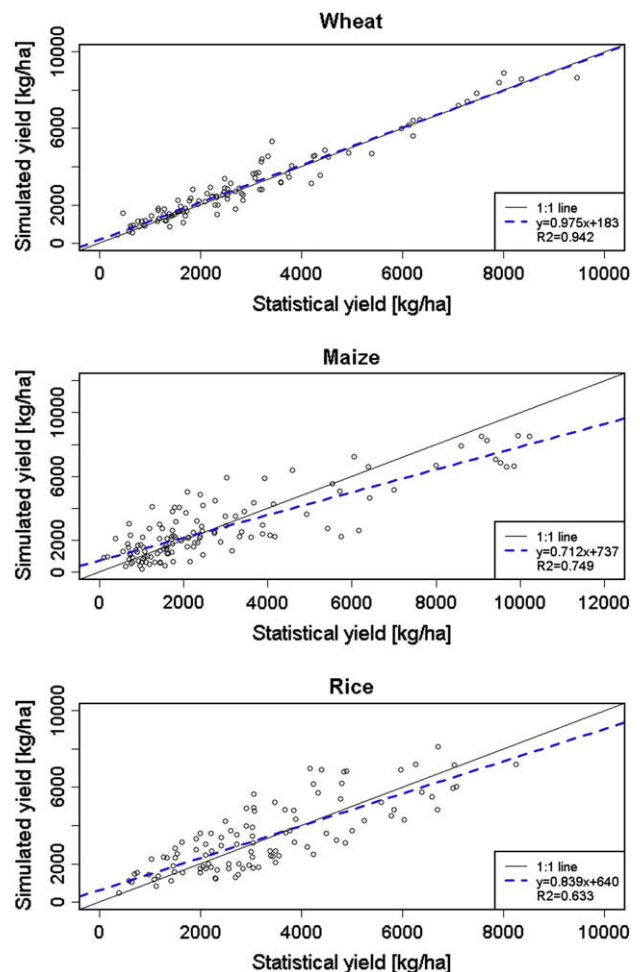 Wheat
10000
6000
2000
0
Simulated yield [kg/ha]
1:1 line
y=0.975x+183
R2=0.942
0 2000 4000 6000 8000 10000
Statistical yield [kg/ha]
Maize
10000
6000
2000
0
Simulated yield [kg/ha]
1:1 line
y=0.712x+737
R2=0.749
0 2000 4000 6000 8000 10000 12000
Statistical yield [kg/ha]
Rice
10000
6000
2000
0
Simulated yield [kg/ha]
1:1 line
y=0.839x+640
R2=0.633
0 2000 4000 6000 8000 10000
Statistical yield [kg/ha]